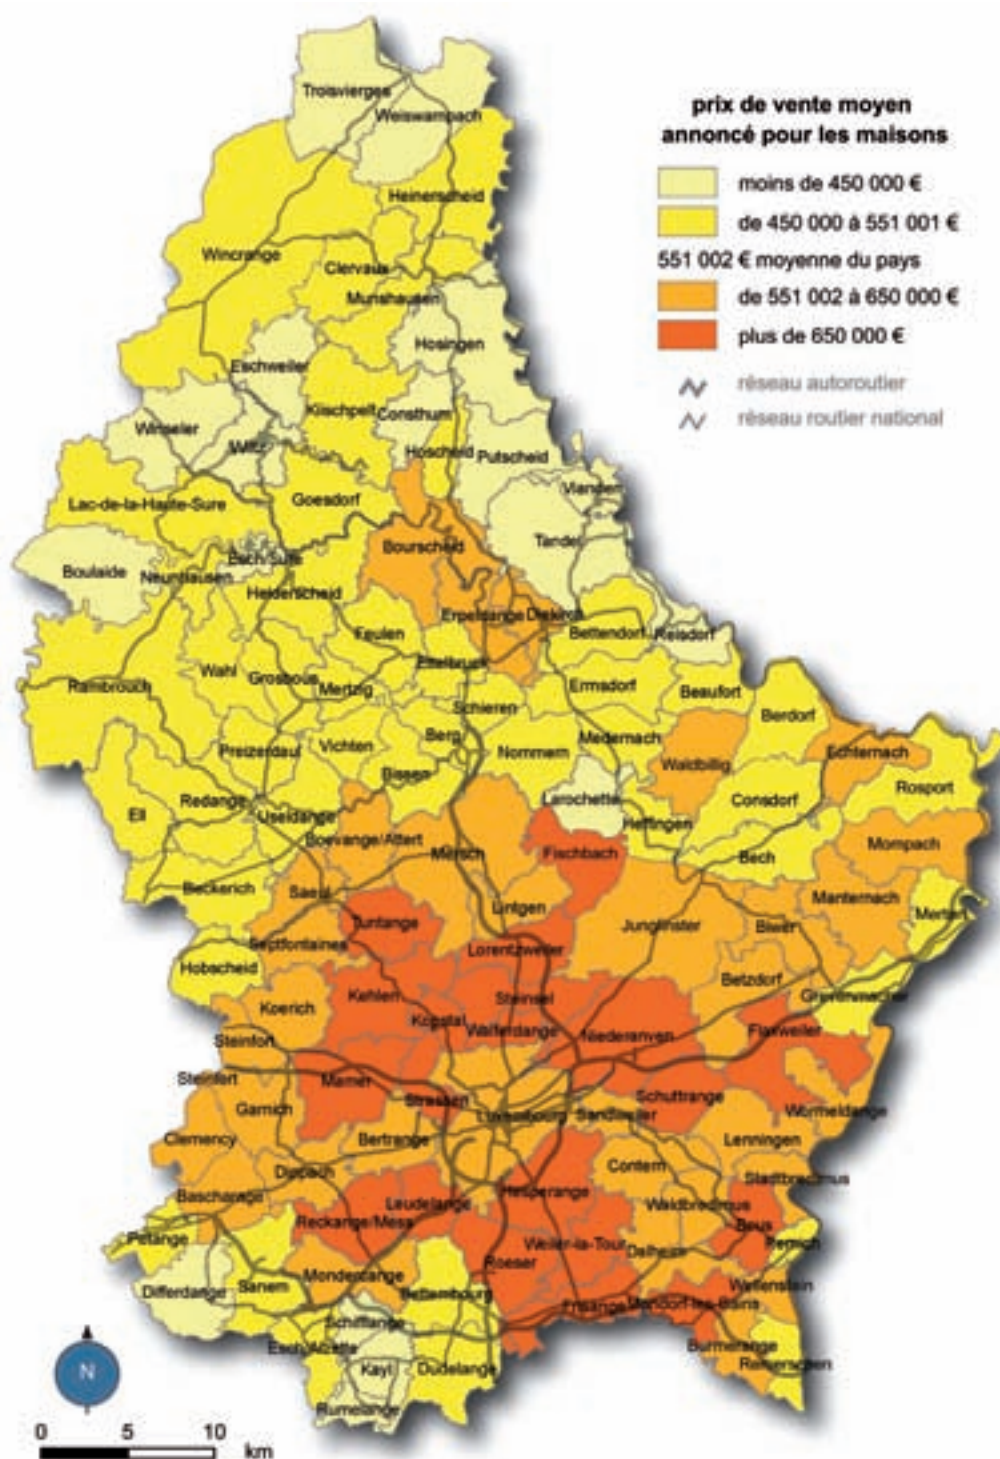 prix de vente moyen
annoncé pour les maisons
moins de 450 000 €
de 450 000 à 551 001 €
551 002 € moyenne du pays
de 551 002 à 650 000 €
plus de 650 000 €
réseau autoroutier
réseau routier national
Troisvierges
Weiswampach
Heinerscheid
Wincrange
Clervaux
Munshausen
Hosingen
Eschweiler
Kiischpelt
Consthum
Winseler
Wiltz
Hoscheid
Putscheid
Vianden
Lac-de-la-Haute-Sure
Goesdorf
Tandel
Bourscheid
Boulaide
Neunhausen
Esch/Sure
Heiderscheid
Erpeldange
Diekirch
Feulen
Bettendorf
Reisdorf
Ettelbruck
Rambrouch
Wahl
Grosbous
Mertzig
Ermsdorf
Beaufort
Schieren
Berdorf
Preizerdaul
Vichten
Berg
Nommern
Medernach
Waldbillig
Echternach
Bissen
Rosport
Ell
Redange
Useldange
Larochette
Consdorf
Heffingen
Boevange/Attert
Mersch
Fischbach
Bech
Mompach
Beckerich
Saeul
Lintgen
Manternach
Mertert
Tuntange
Junglinster
Biwer
Septfontaines
Lorentzweiler
Hobscheid
Betzdorf
Grevenmacher
Koerich
Kehlen
Steinsel
Kopstal
Walferdange
Niederanven
Flaxweiler
Steinfort
Steinfort
Mamer
Strassen
Schuttrange
Garnich
Luxembourg
Sandweiler
Wormeldange
Clemency
Bertrange
Lenningen
Dippach
Contern
Stadtbredimus
Bascharage
Leudelange
Hesperange
Waldbredimus
Reckange/Mess
Bous
Petange
Roeser
Weiler-la-Tour
Dalheim
Remich
Differdange
Sanem
Mondercange
Bettembourg
Wellenstein
Frisange
Mondorf-les-Bains
Schifflange
Esch/Alzette
Burmerange
Kayl
Dudelange
Remerschen
Rumelange
N
0 5 10
km